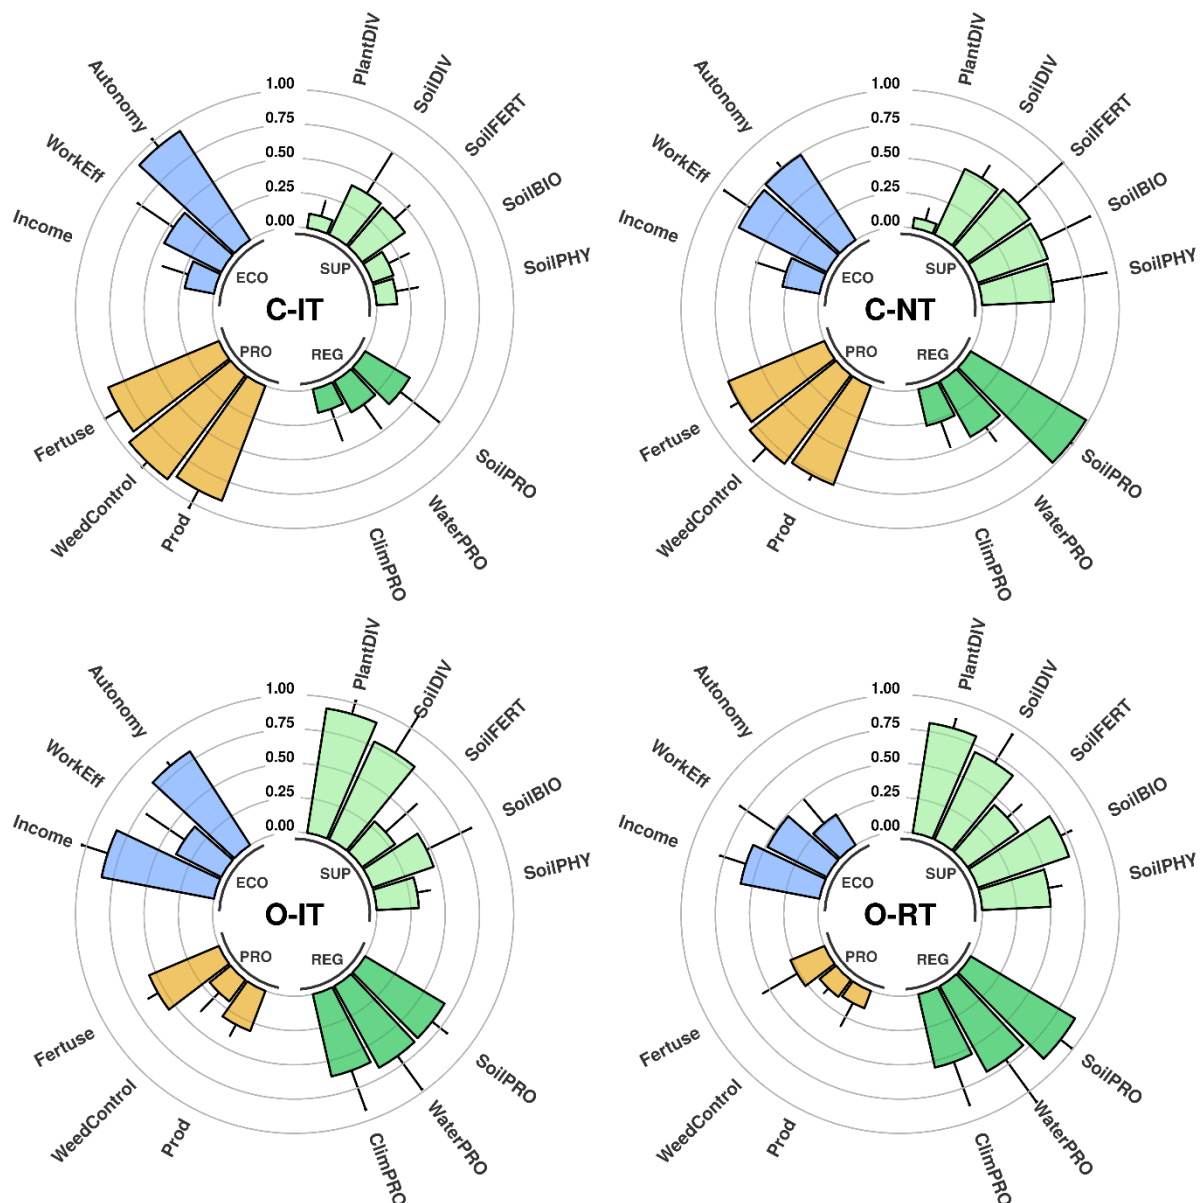 PlantDIV
SoilDIV
SoilFERT
SoilBIO
SoilPHY
SoilPRO
WaterPRO
ClimPRO
Prod
WeedControl
Fertuse
Income
WorkEff
Autonomy
1.00
0.75
0.50
0.25
0.00
ECO
SUP
C-IT
PRO
REG
PlantDIV
SoilDIV
SoilFERT
SoilBIO
SoilPHY
SoilPRO
WaterPRO
ClimPRO
Prod
WeedControl
Fertuse
Income
WorkEff
Autonomy
1.00
0.75
0.50
0.25
0.00
ECO
SUP
C-NT
PRO
REG
PlantDIV
SoilDIV
SoilFERT
SoilBIO
SoilPHY
SoilPRO
WaterPRO
ClimPRO
Prod
WeedControl
Fertuse
Income
WorkEff
Autonomy
1.00
0.75
0.50
0.25
0.00
ECO
SUP
O-IT
PRO
REG
PlantDIV
SoilDIV
SoilFERT
SoilBIO
SoilPHY
SoilPRO
WaterPRO
ClimPRO
Prod
WeedControl
Fertuse
Income
WorkEff
Autonomy
1.00
0.75
0.50
0.25
0.00
ECO
SUP
O-RT
PRO
REG